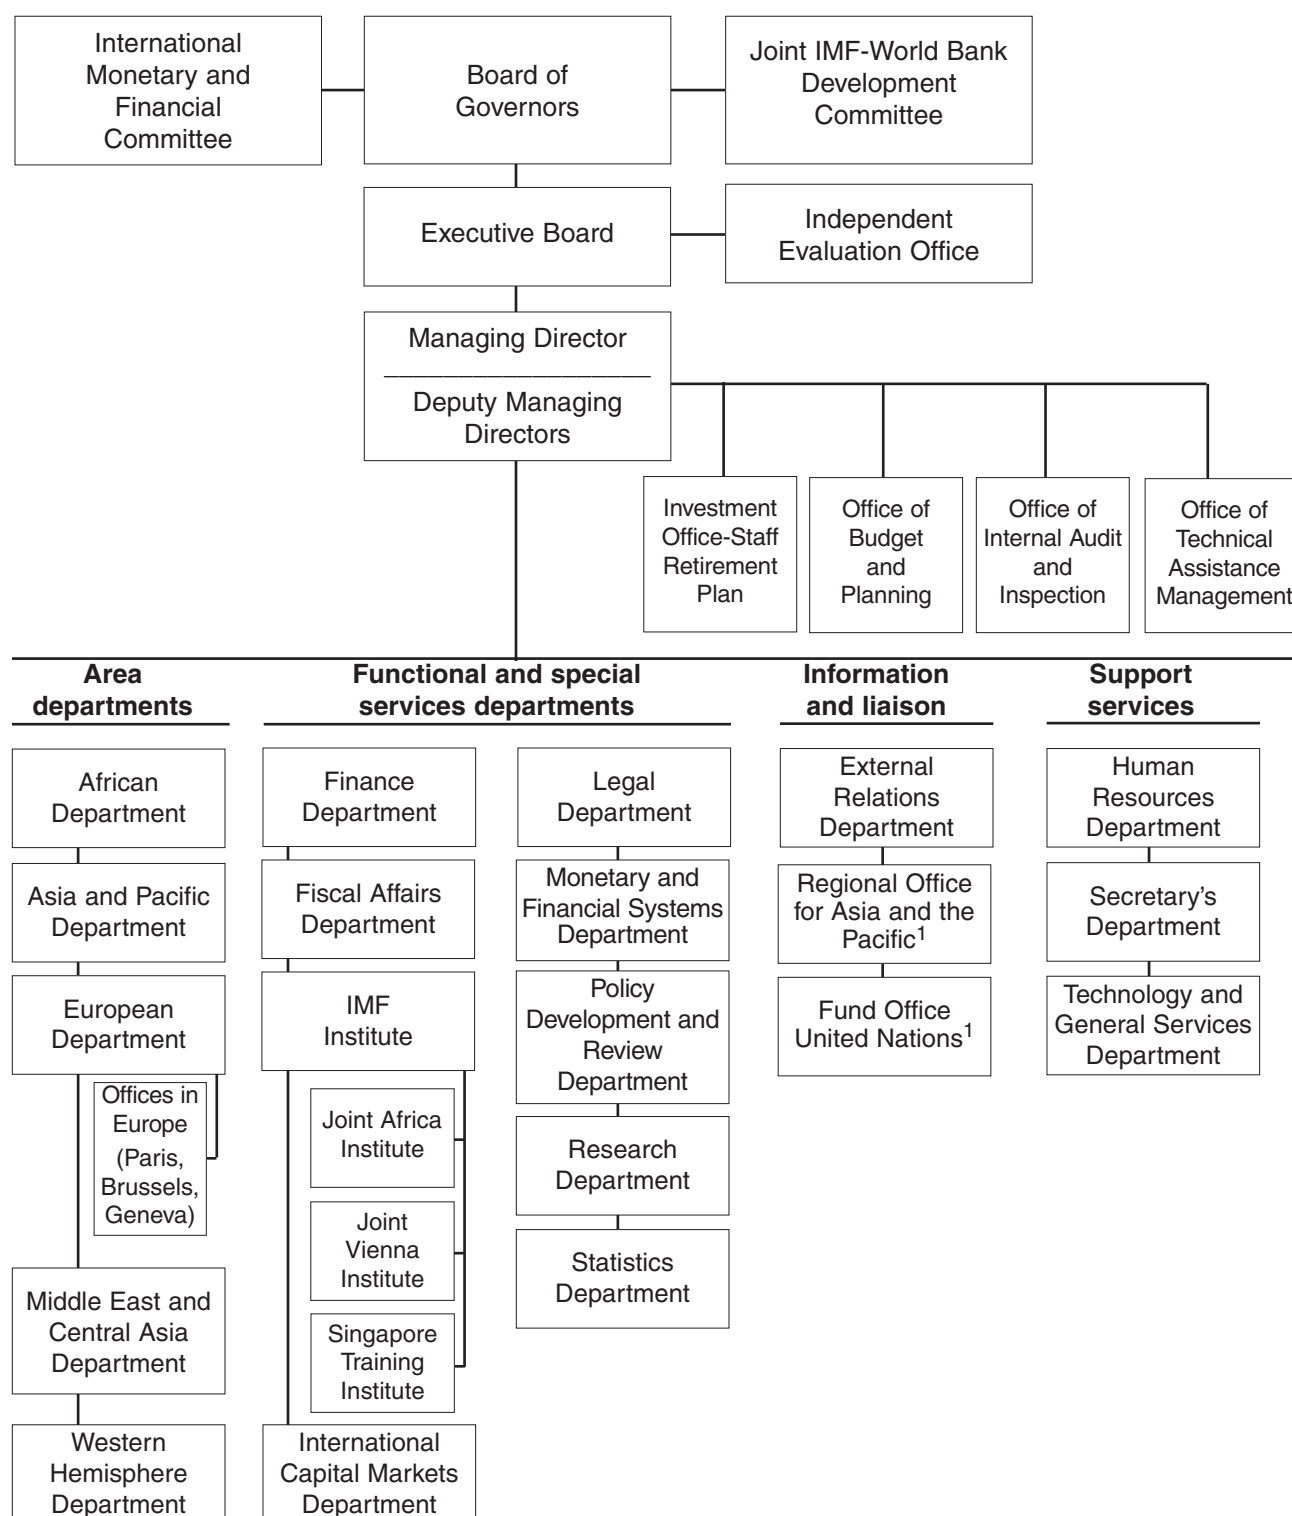 International
Monetary and
Financial
Committee
Board of
Governors
Joint IMF-World Bank
Development
Committee
Executive Board
Independent
Evaluation Office
Managing Director
Deputy Managing
Directors
Investment
Office-Staff
Retirement
Plan
Office of
Budget
and
Planning
Office of
Internal Audit
and
Inspection
Office of
Technical
Assistance
Management
Area
departments
Functional and special
services departments
Information
and liaison
Support
services
African
Department
Asia and Pacific
Department
European
Department
Offices in
Europe
(Paris,
Brussels,
Geneva)
Middle East and
Central Asia
Department
Western
Hemisphere
Department
Finance
Department
Fiscal Affairs
Department
IMF
Institute
Joint Africa
Institute
Joint
Vienna
Institute
Singapore
Training
Institute
International
Capital Markets
Department
Legal
Department
Monetary and
Financial Systems
Department
Policy
Development and
Review
Department
Research
Department
Statistics
Department
External
Relations
Department
Regional Office
for Asia and the
Pacific¹
Fund Office
United Nations¹
Human
Resources
Department
Secretary’s
Department
Technology and
General Services
Department